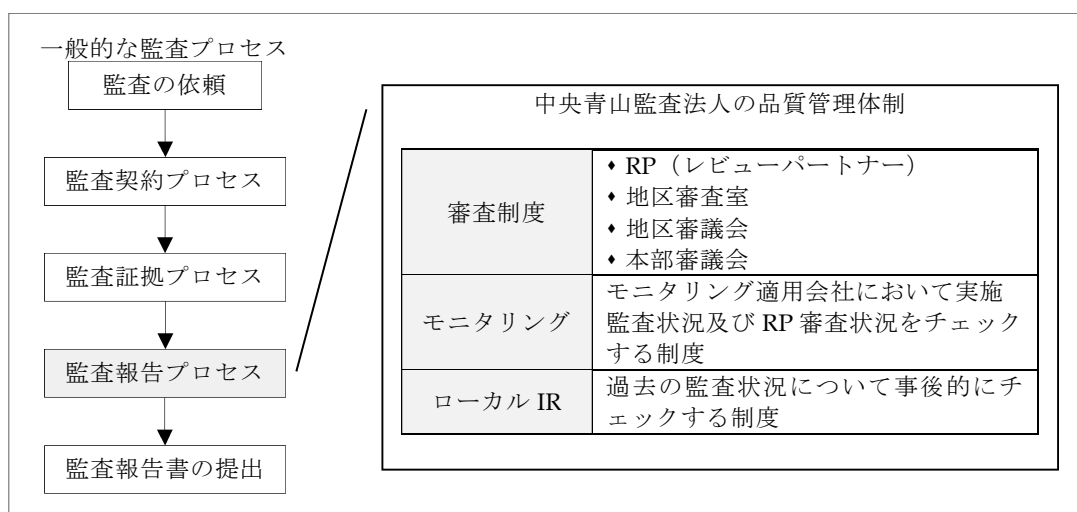 一般的な監査プロセス
監査の依頼
監査契約プロセス
監査証拠プロセス
監査報告プロセス
監査報告書の提出
中央青山監査法人の品質管理体制
審査制度
♦ RP（レビューパートナー）
♦ 地区審査室
♦ 地区審議会
♦ 本部審議会
モニタリング
モニタリング適用会社において実施
監査状況及び RP 審査状況をチェック
する制度
ローカル IR
過去の監査状況について事後的にチ
ェックする制度